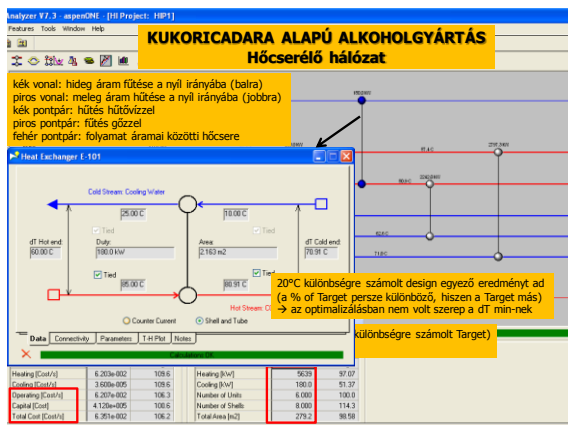 Analyzer V7.3 - aspenONE - [HI Project: HIP1]
Features Tools Window Help
KUKORICADARA ALAPÚ ALKOHOLGYÁRTÁS
Hőcserélő hálózat
kék vonal: hideg áram fűtése a nyíl irányába (balra)
piros vonal: meleg áram hűtése a nyíl irányába (jobbra)
kék pontpár: hűtés hűtővízzel
piros pontpár: fűtés gőzzel
fehér pontpár: folyamat áramai közötti hőcsere
Heat Exchanger E-101
Cold Stream: Cooling Water
25.00 C
10.00 C
Tied
Tied
dT Hot end:
Duty:
Area:
dT Cold end:
60.00 C
180.0 kW
2.163 m2
70.91 C
Tied
85.00 C
80.91 C
Hot Stream:
20°C különbségre számolt design egyező eredményt ad
(a % of Target persze különböző, hiszen a Target más)
→ az optimalizálásban nem volt szerep a dT min-nek
Counter Current
Shell and Tube
különbségre számolt Target)
Data Connectivity Parameters T-H Plot Notes
Calculations OK
Heating [Cost/s] 6.203e-002 109.6 Heating [kW] 5639 97.07
Cooling [Cost/s] 3.600e-005 109.6 Cooling [kW] 180.0 51.37
Operating [Cost/s] 6.207e-002 106.3 Number of Units 6.000 100.0
Capital [Cost] 4.120e+005 100.6 Number of Shells 8.000 114.3
Total Cost [Cost/s] 6.351e-002 106.2 Total Area [m2] 279.2 98.58